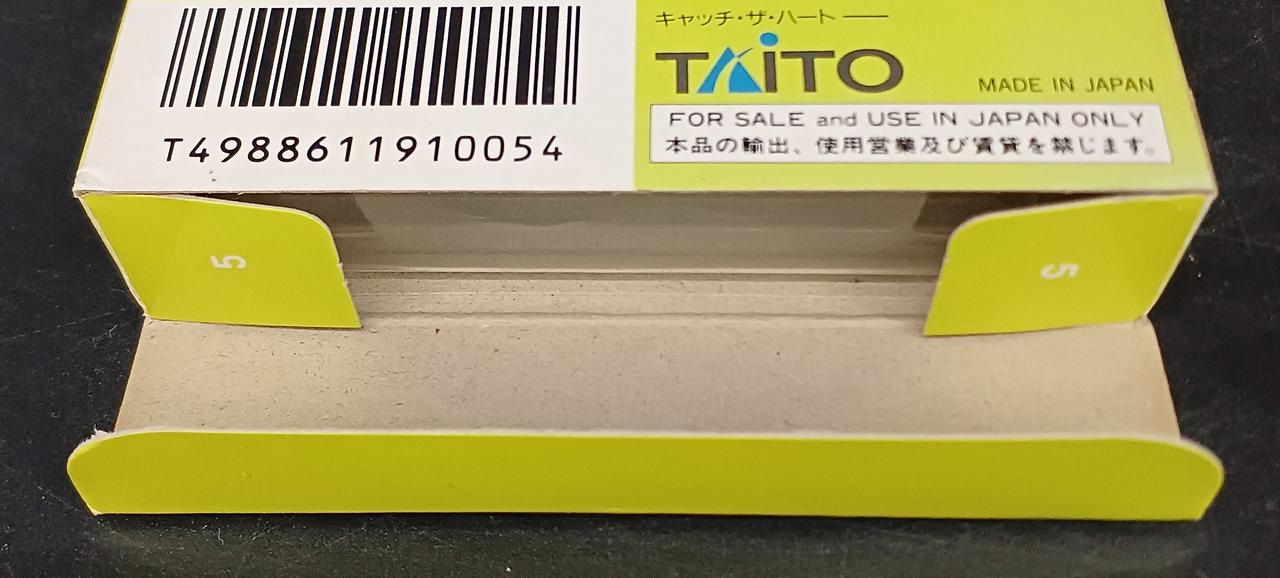 T4988611910054
キャッチ・ザ・ハート ──
TAiTO
MADE IN JAPAN
FOR SALE and USE IN JAPAN ONLY
本品の輸出、使用営業及び賃貸を禁じます。
5
5